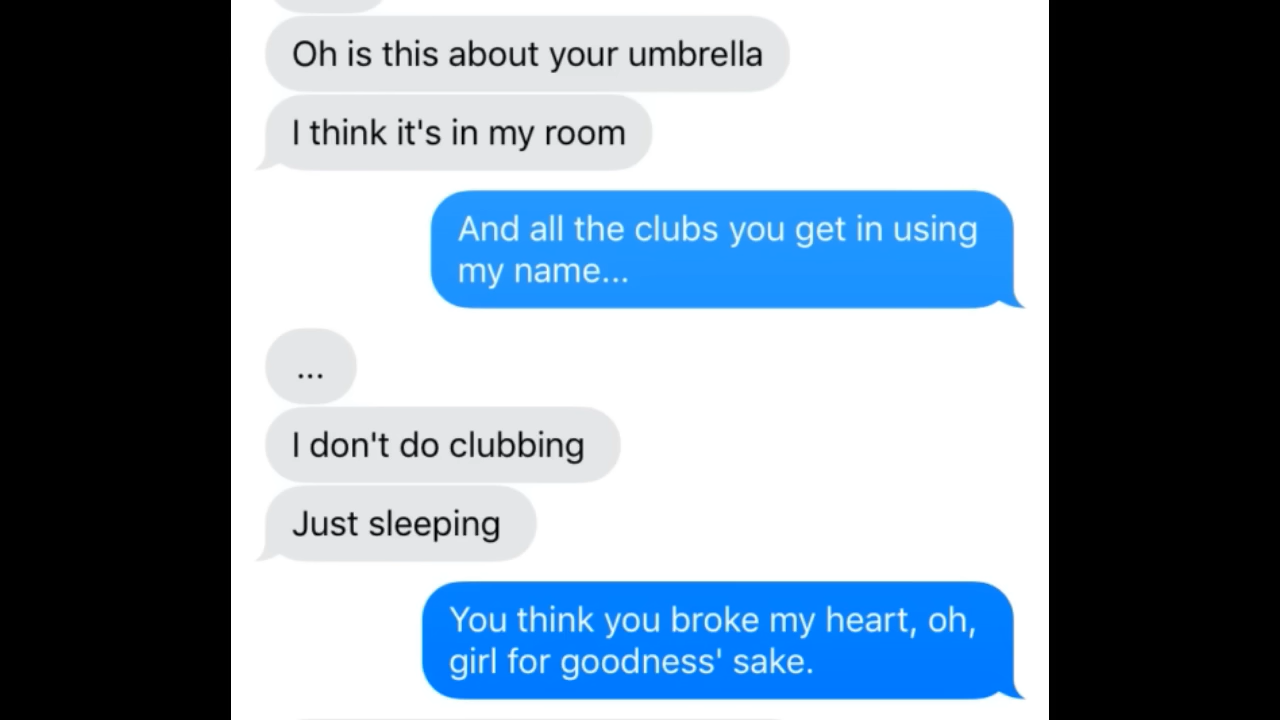 Oh is this about your umbrella
I think it's in my room
And all the clubs you get in using
my name...
...
I don't do clubbing
Just sleeping
You think you broke my heart, oh,
girl for goodness' sake.